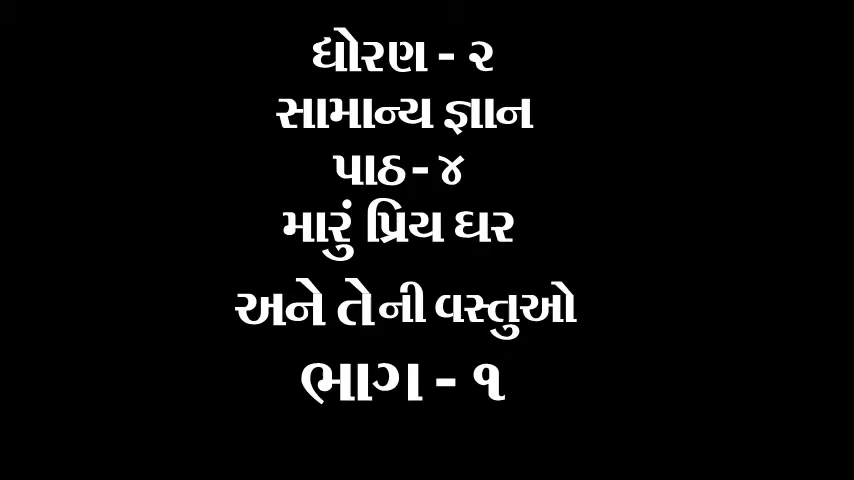 ધોરણ - ૨
સામાન્ય જ્ઞાન
પાઠ - ૪
મારું પ્રિય ઘર
અને તેની વસ્તુઓ
ભાગ - ૧